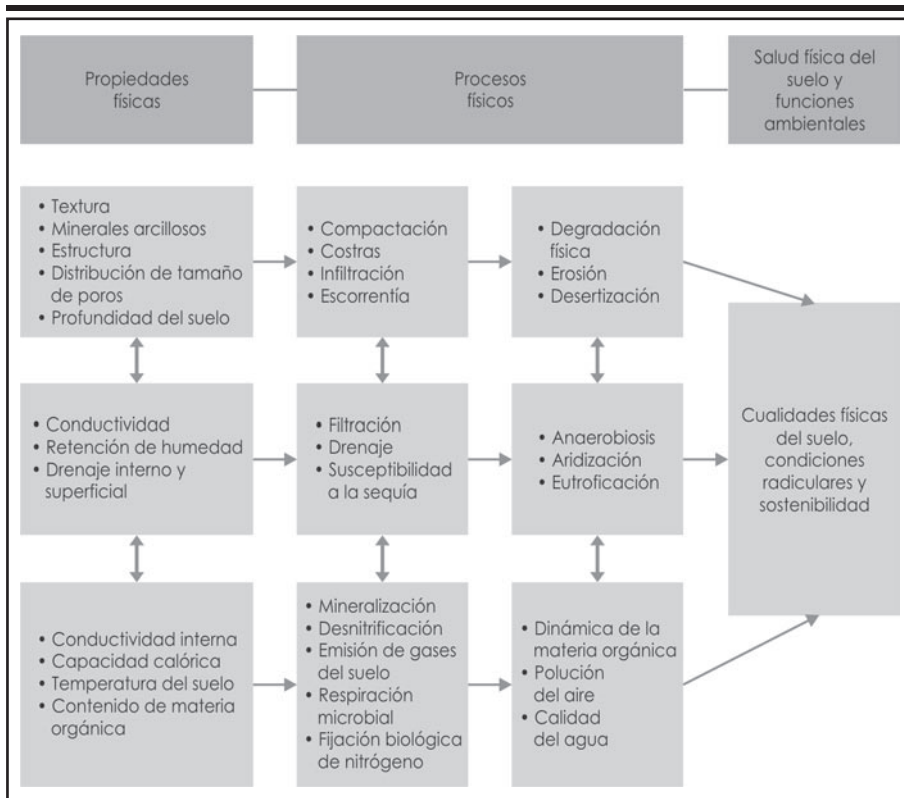 Propiedades
físicas
Procesos
físicos
Salud física del
suelo y
funciones
ambientales
• Textura
• Minerales arcillosos
• Estructura
• Distribución de tamaño
de poros
• Profundidad del suelo
• Compactación
• Costras
• Infiltración
• Escorrentía
• Degradación
física
• Erosión
• Desertización
• Conductividad
• Retención de humedad
• Drenaje interno y
superficial
• Filtración
• Drenaje
• Susceptibilidad
a la sequía
• Anaerobiosis
• Aridización
• Eutroficación
Cualidades físicas
del suelo,
condiciones
radiculares y
sostenibilidad
• Conductividad interna
• Capacidad calórica
• Temperatura del suelo
• Contenido de materia
orgánica
• Mineralización
• Desnitrificación
• Emisión de gases
del suelo
• Respiración
microbial
• Fijación biológica
de nitrógeno
• Dinámica de la
materia orgánica
• Polución
del aire
• Calidad
del agua